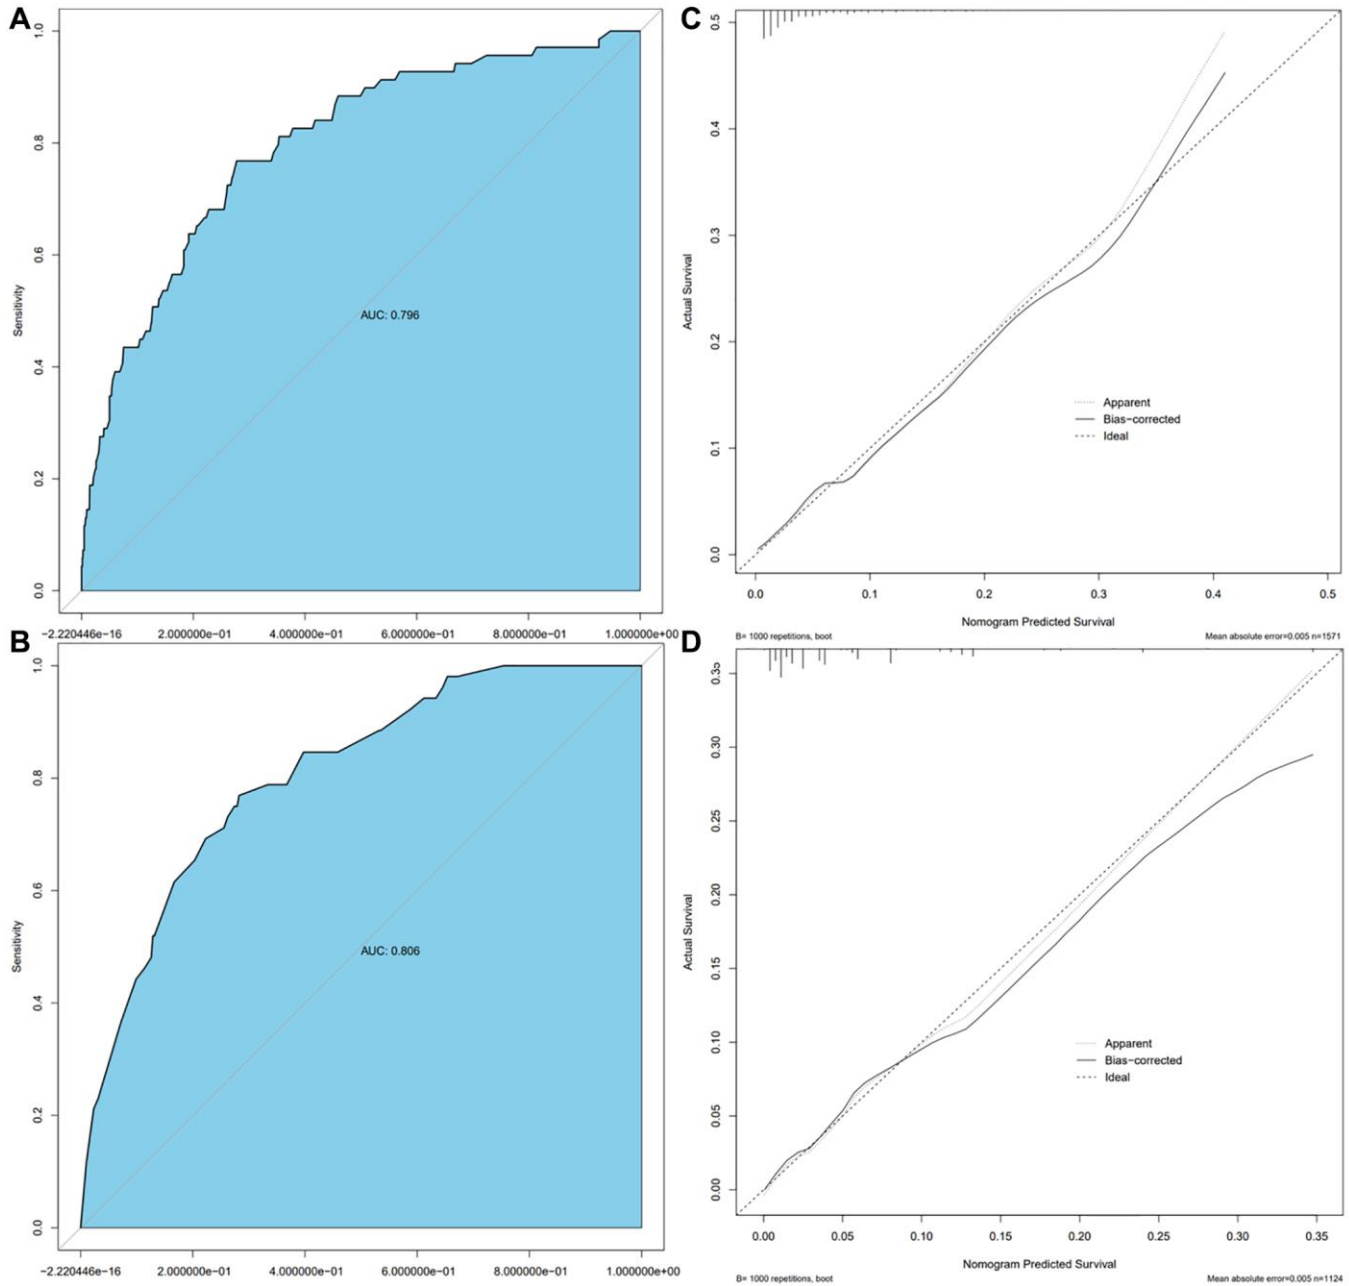 A
1.0
0.8
0.6
0.4
0.2
0.0
Sensitivity
AUC: 0.796
−2.220446e−16 2.000000e−01 4.000000e−01 6.000000e−01 8.000000e−01 1.000000e+00
C
0.5
0.4
0.3
0.2
0.1
0.0
Actual Survival
Apparent
Bias−corrected
Ideal
0.0 0.1 0.2 0.3 0.4 0.5
Nomogram Predicted Survival
B= 1000 repetitions, boot
Mean absolute error=0.005 n=1571
B
1.0
0.8
0.6
0.4
0.2
0.0
Sensitivity
AUC: 0.806
−2.220446e−16 2.000000e−01 4.000000e−01 6.000000e−01 8.000000e−01 1.000000e+00
D
0.35
0.30
0.25
0.20
0.15
0.10
0.05
0.00
Actual Survival
Apparent
Bias−corrected
Ideal
0.00 0.05 0.10 0.15 0.20 0.25 0.30 0.35
Nomogram Predicted Survival
B= 1000 repetitions, boot
Mean absolute error=0.005 n=1124